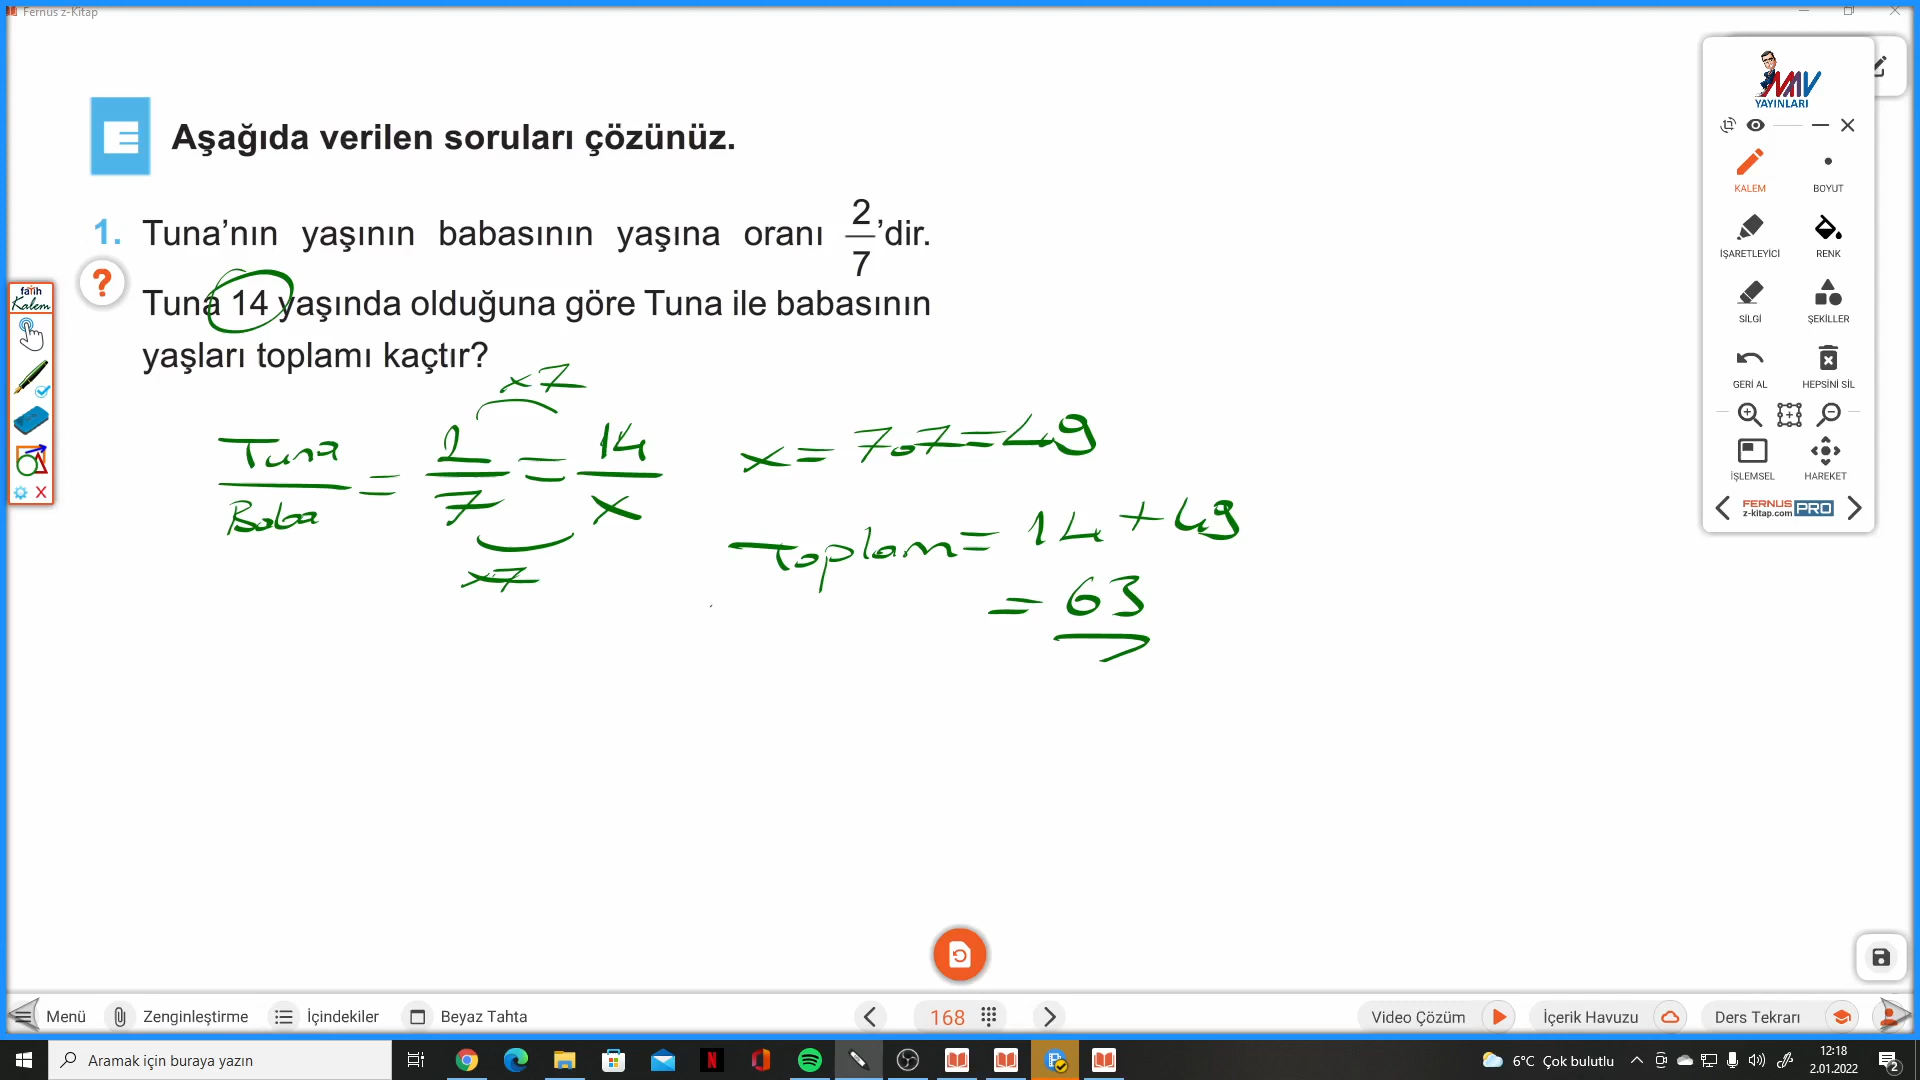 Fernus z-Kitap
Aşağıda verilen soruları çözünüz.
1. Tuna'nın yaşının babasının yaşına oranı 2/7'dir.
Tuna 14 yaşında olduğuna göre Tuna ile babasının
yaşları toplamı kaçtır?
x7
Tuna/Baba = 2/7 = 14/x
x7
x = 7.7 = 49
Toplam = 14 + 49
= 63
?
fatih
Kalem
X
MAV
YAYINLARI
KALEM
BOYUT
İŞARETLEYİCİ
RENK
SİLGİ
ŞEKİLLER
GERİ AL
HEPSİNİ SİL
İŞLEMSEL
HAREKET
FERNUS
z-kitap.com PRO
Menü
Zenginleştirme
İçindekiler
Beyaz Tahta
168
Video Çözüm
İçerik Havuzu
Ders Tekrarı
Aramak için buraya yazın
N
6°C Çok bulutlu
12:18
2.01.2022
2